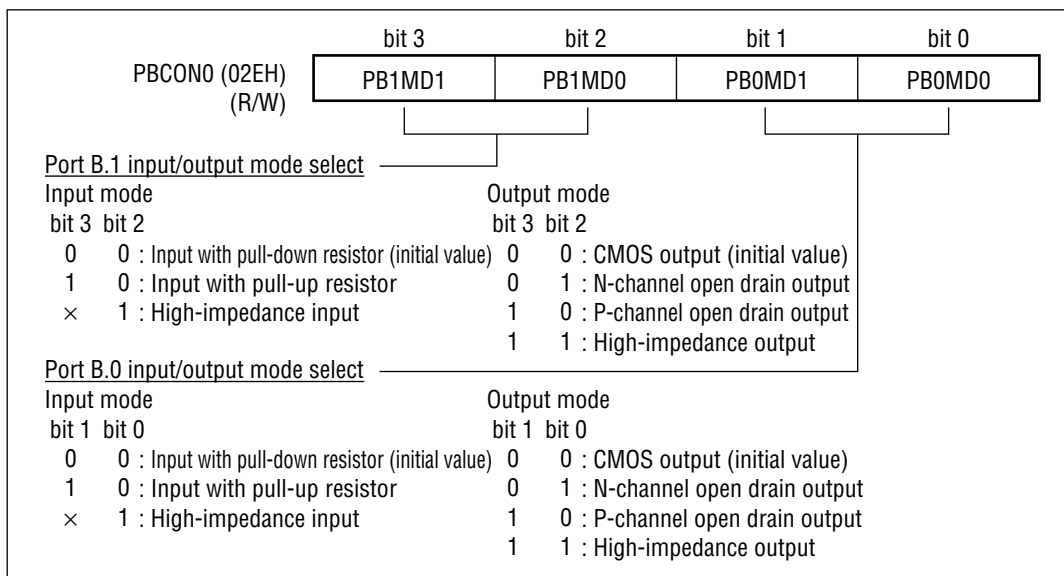 bit 3 bit 2 bit 1 bit 0
PBCON0 (02EH) PB1MD1 PB1MD0 PB0MD1 PB0MD0
(R/W)
Port B.1 input/output mode select
Input mode Output mode
bit 3 bit 2 bit 3 bit 2
0 0 : Input with pull-down resistor (initial value) 0 0 : CMOS output (initial value)
1 0 : Input with pull-up resistor 0 1 : N-channel open drain output
× 1 : High-impedance input 1 0 : P-channel open drain output
1 1 : High-impedance output
Port B.0 input/output mode select
Input mode Output mode
bit 1 bit 0 bit 1 bit 0
0 0 : Input with pull-down resistor (initial value) 0 0 : CMOS output (initial value)
1 0 : Input with pull-up resistor 0 1 : N-channel open drain output
× 1 : High-impedance input 1 0 : P-channel open drain output
1 1 : High-impedance output